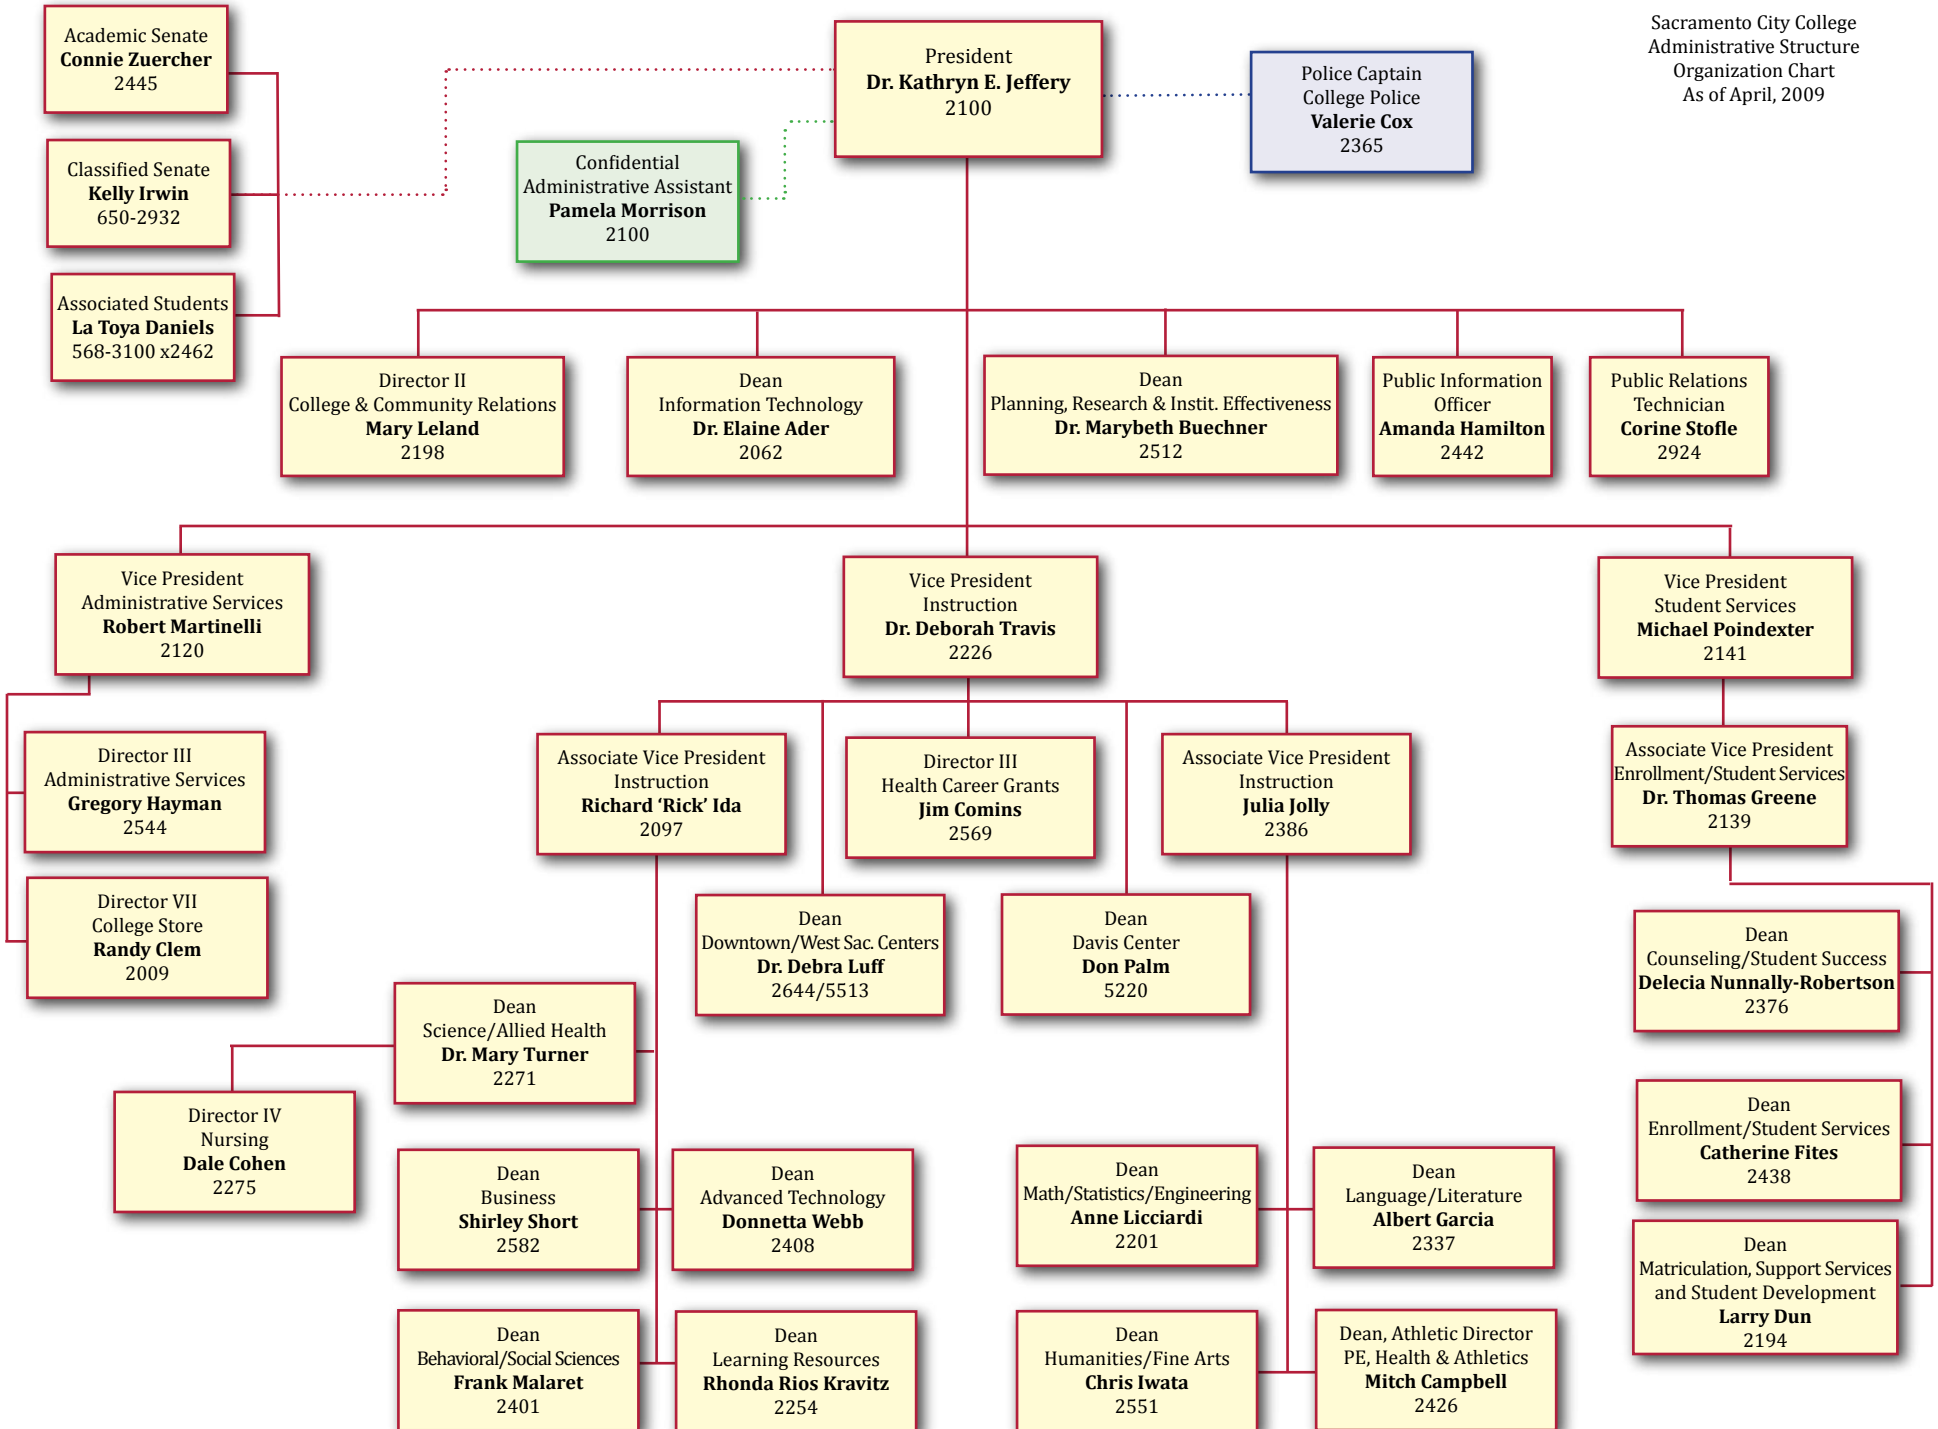 Sacramento City College
Administrative Structure
Organization Chart
As of April, 2009
Academic Senate
Connie Zuercher
2445
President
Dr. Kathryn E. Jeffery
2100
Police Captain
College Police
Valerie Cox
2365
Classified Senate
Kelly Irwin
650-2932
Confidential
Administrative Assistant
Pamela Morrison
2100
Associated Students
La Toya Daniels
568-3100 x2462
Director II
College & Community Relations
Mary Leland
2198
Dean
Information Technology
Dr. Elaine Ader
2062
Dean
Planning, Research & Instit. Effectiveness
Dr. Marybeth Buechner
2512
Public Information
Officer
Amanda Hamilton
2442
Public Relations
Technician
Corine Stofle
2924
Vice President
Administrative Services
Robert Martinelli
2120
Vice President
Instruction
Dr. Deborah Travis
2226
Vice President
Student Services
Michael Poindexter
2141
Director III
Administrative Services
Gregory Hayman
2544
Associate Vice President
Instruction
Richard ‘Rick’ Ida
2097
Director III
Health Career Grants
Jim Comins
2569
Associate Vice President
Instruction
Julia Jolly
2386
Associate Vice President
Enrollment/Student Services
Dr. Thomas Greene
2139
Director VII
College Store
Randy Clem
2009
Dean
Downtown/West Sac. Centers
Dr. Debra Luff
2644/5513
Dean
Davis Center
Don Palm
5220
Dean
Counseling/Student Success
Delecia Nunnally-Robertson
2376
Dean
Science/Allied Health
Dr. Mary Turner
2271
Director IV
Nursing
Dale Cohen
2275
Dean
Enrollment/Student Services
Catherine Fites
2438
Dean
Business
Shirley Short
2582
Dean
Advanced Technology
Donnetta Webb
2408
Dean
Math/Statistics/Engineering
Anne Licciardi
2201
Dean
Language/Literature
Albert Garcia
2337
Dean
Matriculation, Support Services
and Student Development
Larry Dun
2194
Dean
Behavioral/Social Sciences
Frank Malaret
2401
Dean
Learning Resources
Rhonda Rios Kravitz
2254
Dean
Humanities/Fine Arts
Chris Iwata
2551
Dean, Athletic Director
PE, Health & Athletics
Mitch Campbell
2426